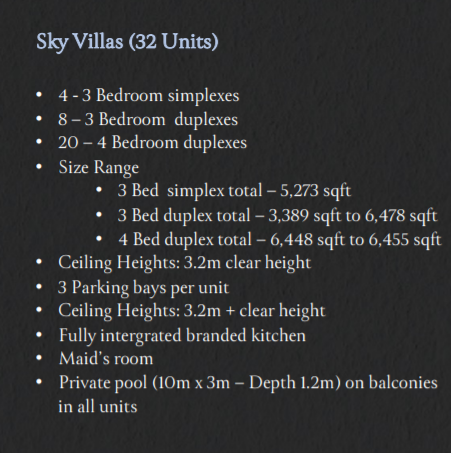 Sky Villas (32 Units)
• 4 - 3 Bedroom simplexes
• 8 – 3 Bedroom duplexes
• 20 – 4 Bedroom duplexes
• Size Range
• 3 Bed simplex total – 5,273 sqft
• 3 Bed duplex total – 3,389 sqft to 6,478 sqft
• 4 Bed duplex total – 6,448 sqft to 6,455 sqft
• Ceiling Heights: 3.2m clear height
• 3 Parking bays per unit
• Ceiling Heights: 3.2m + clear height
• Fully intergrated branded kitchen
• Maid's room
• Private pool (10m x 3m – Depth 1.2m) on balconies
in all units